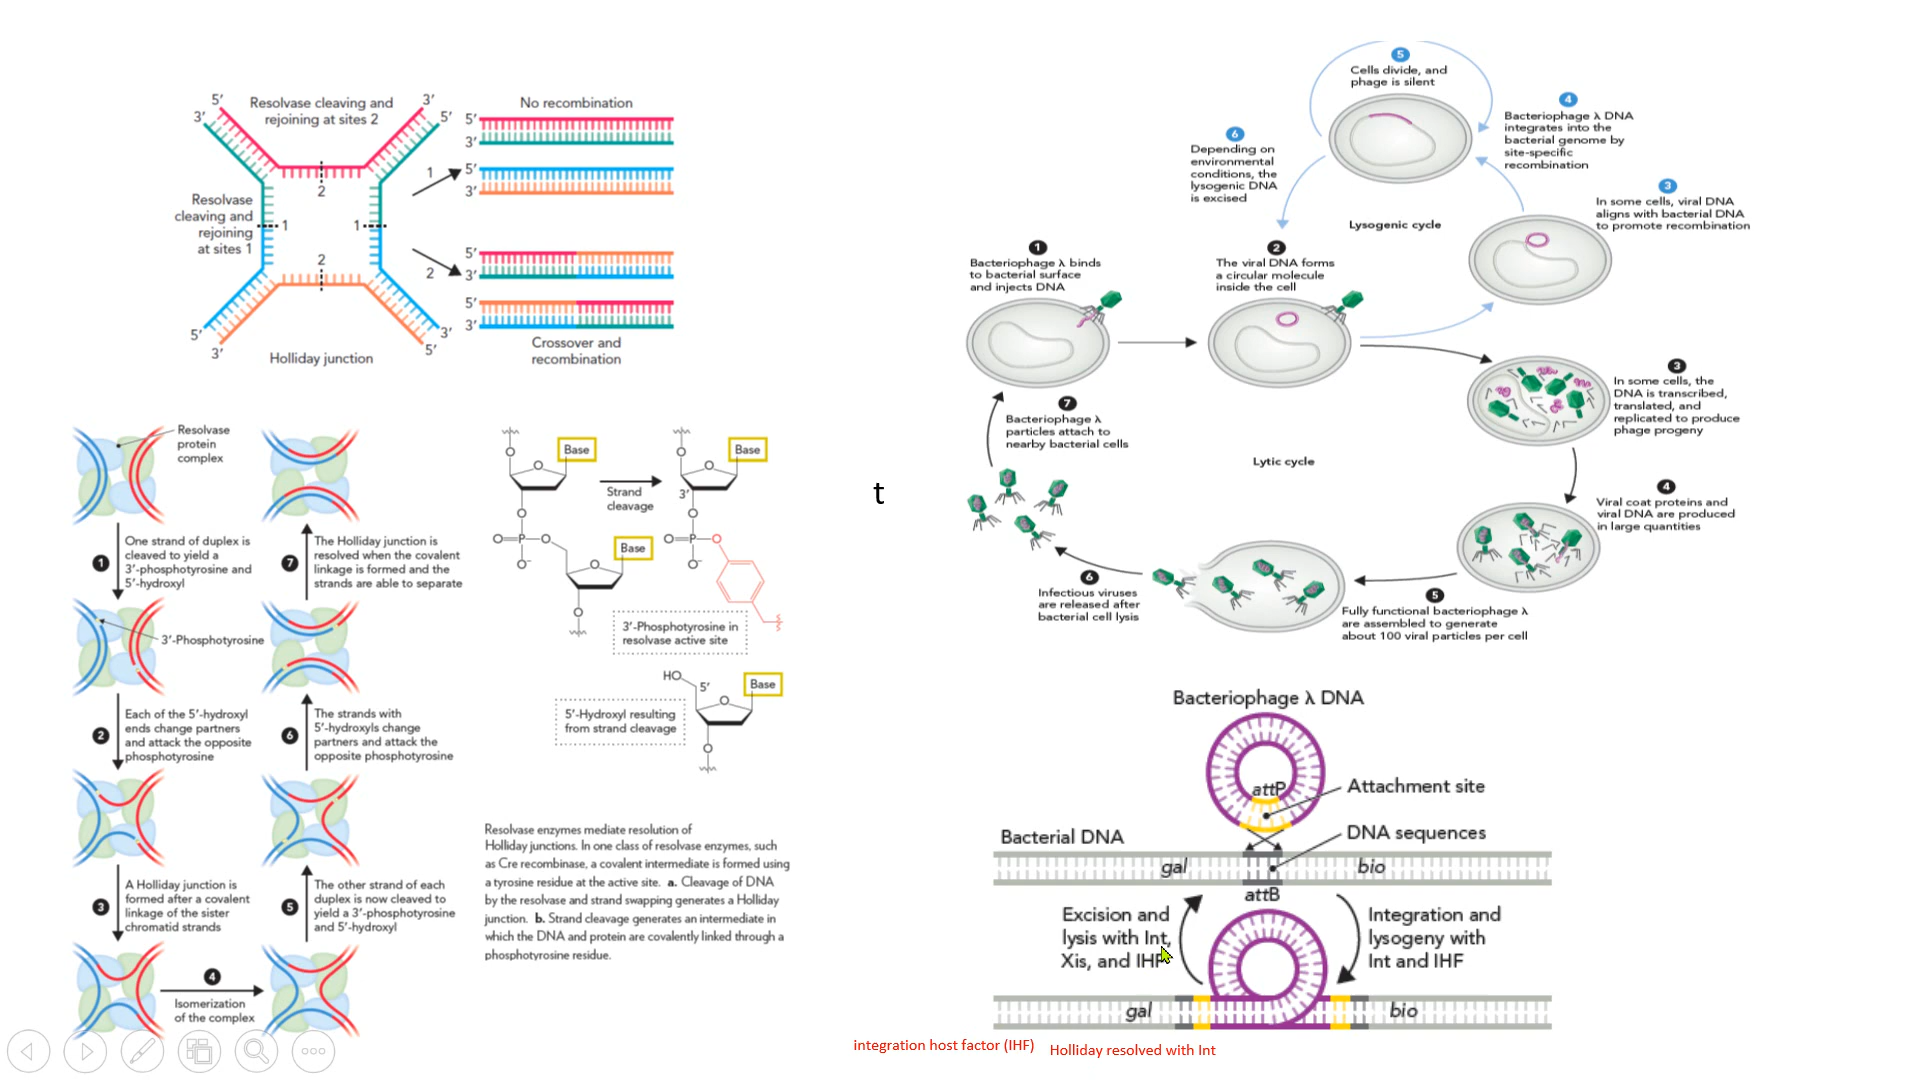 5′
3′
Resolvase cleaving and
rejoining at sites 2
3′
5′
No recombination
5′
3′
5′
3′
1
2
Resolvase
cleaving and
rejoining
at sites 1
1
1
2
2
5′
3′
5′
3′
5′
3′
3′
5′
Holliday junction
Crossover and
recombination
Resolvase
protein
complex
1
One strand of duplex is
cleaved to yield a
3′-phosphotyrosine and
5′-hydroxyl
7
The Holliday junction is
resolved when the covalent
linkage is formed and the
strands are able to separate
3′-Phosphotyrosine
2
Each of the 5′-hydroxyl
ends change partners
and attack the opposite
phosphotyrosine
6
The strands with
5′-hydroxyls change
partners and attack the
opposite phosphotyrosine
3
A Holliday junction is
formed after a covalent
linkage of the sister
chromatid strands
5
The other strand of each
duplex is now cleaved to
yield a 3′-phosphotyrosine
and 5′-hydroxyl
4
Isomerization
of the complex
Base
O
O
O
O=P—O
O⁻
Base
O
O
Strand
cleavage
Base
O
O
3′
O
O=P—O
O⁻
3′-Phosphotyrosine in
resolvase active site
HO
5′
Base
O
O
5′-Hydroxyl resulting
from strand cleavage
Resolvase enzymes mediate resolution of
Holliday junctions. In one class of resolvase enzymes, such
as Cre recombinase, a covalent intermediate is formed using
a tyrosine residue at the active site. a. Cleavage of DNA
by the resolvase and strand swapping generates a Holliday
junction. b. Strand cleavage generates an intermediate in
which the DNA and protein are covalently linked through a
phosphotyrosine residue.
t
5
Cells divide, and
phage is silent
4
Bacteriophage λ DNA
integrates into the
bacterial genome by
site-specific
recombination
6
Depending on
environmental
conditions, the
lysogenic DNA
is excised
3
In some cells, viral DNA
aligns with bacterial DNA
to promote recombination
Lysogenic cycle
1
Bacteriophage λ binds
to bacterial surface
and injects DNA
2
The viral DNA forms
a circular molecule
inside the cell
3
In some cells, the
DNA is transcribed,
translated, and
replicated to produce
phage progeny
7
Bacteriophage λ
particles attach to
nearby bacterial cells
Lytic cycle
4
Viral coat proteins and
viral DNA are produced
in large quantities
6
Infectious viruses
are released after
bacterial cell lysis
5
Fully functional bacteriophage λ
are assembled to generate
about 100 viral particles per cell
Bacteriophage λ DNA
attP
Attachment site
Bacterial DNA
DNA sequences
gal
bio
attB
Excision and
lysis with Int,
Xis, and IHF
Integration and
lysogeny with
Int and IHF
gal
bio
integration host factor (IHF)
Holliday resolved with Int